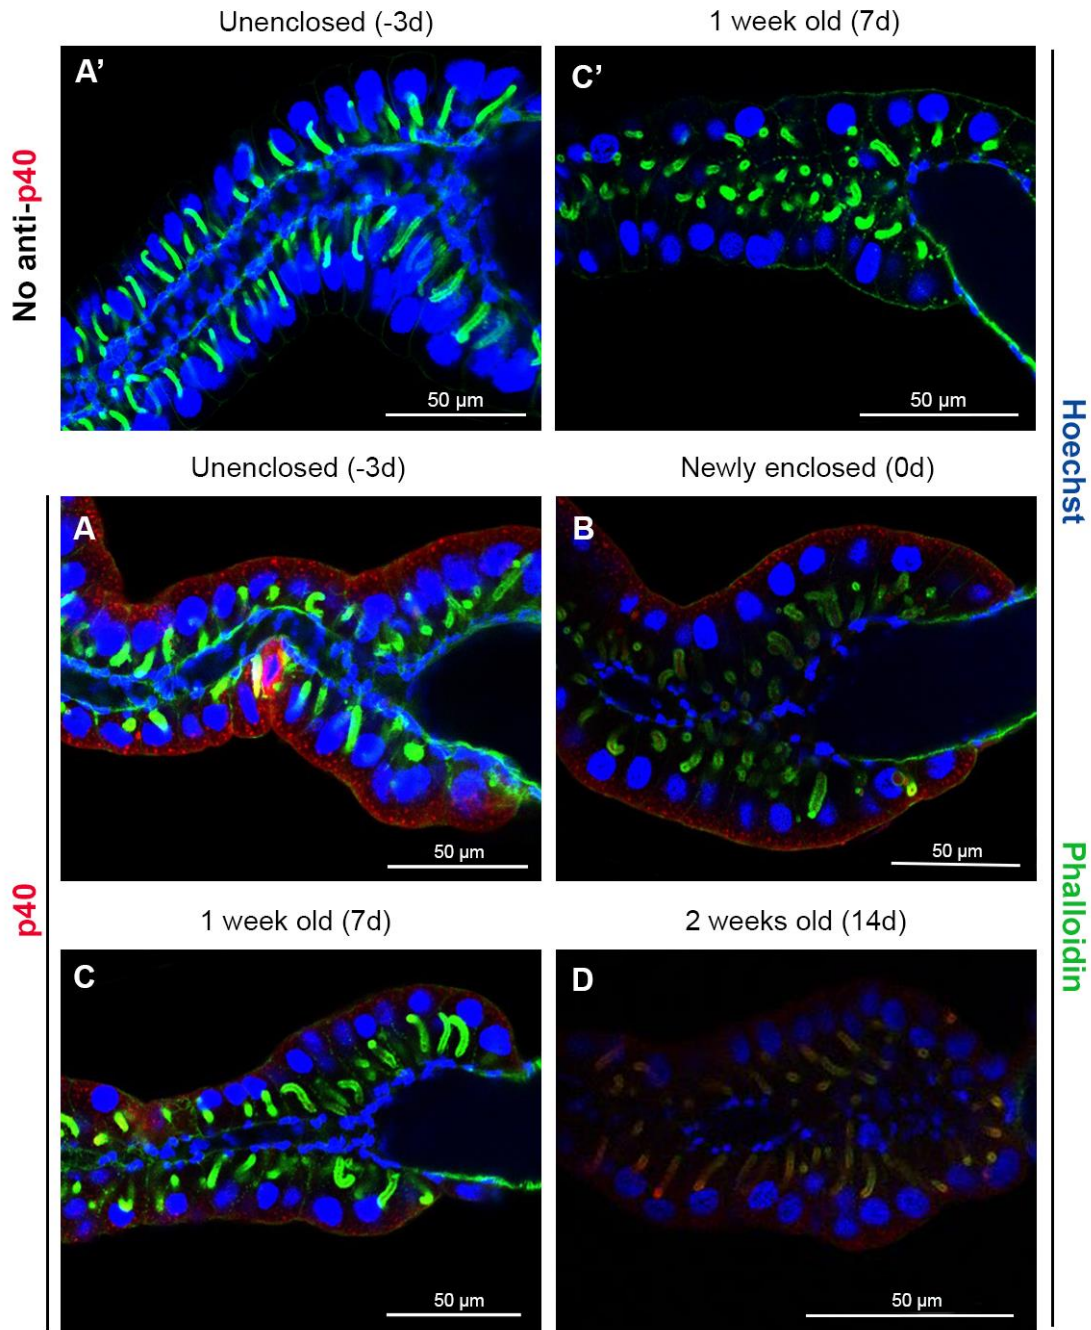 Unenclosed (-3d)
1 week old (7d)
No anti-p40
A’
50 µm
C’
50 µm
Hoechst
Unenclosed (-3d)
Newly enclosed (0d)
A
50 µm
B
50 µm
p40
Phalloidin
1 week old (7d)
2 weeks old (14d)
C
50 µm
D
50 µm